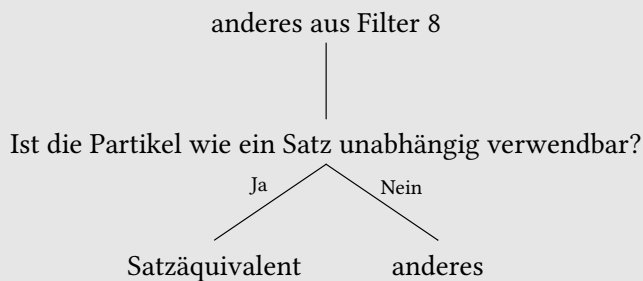 anderes aus Filter 8
Ist die Partikel wie ein Satz unabhängig verwendbar?
Ja
Nein
Satzäquivalent
anderes